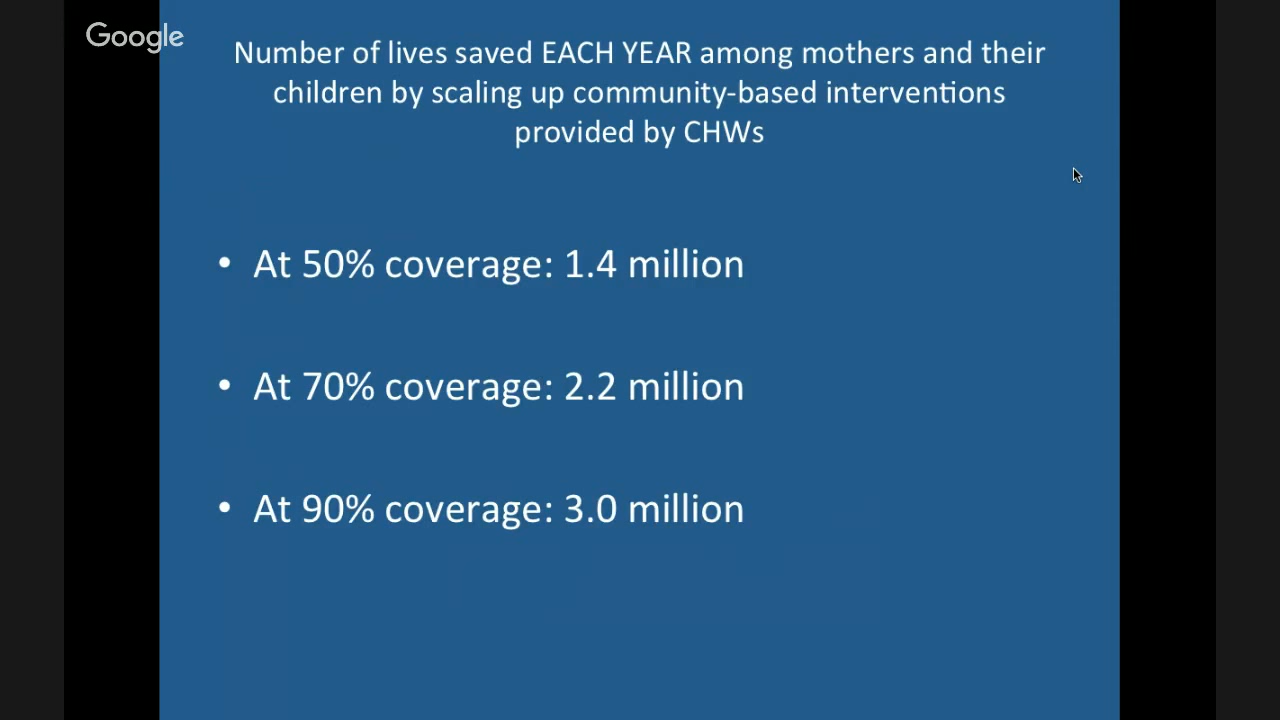 Google
Number of lives saved EACH YEAR among mothers and their
children by scaling up community-based interventions
provided by CHWs
• At 50% coverage: 1.4 million
• At 70% coverage: 2.2 million
• At 90% coverage: 3.0 million